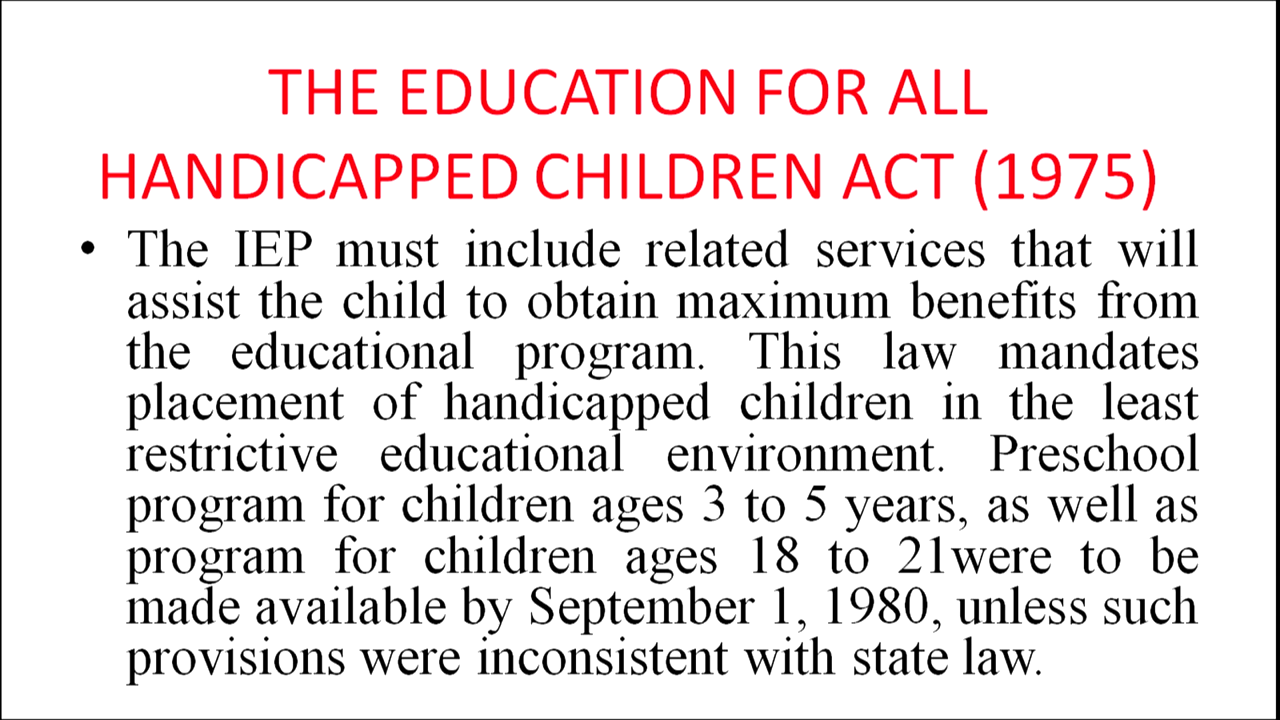 THE EDUCATION FOR ALL
HANDICAPPED CHILDREN ACT (1975)
• The IEP must include related services that will
assist the child to obtain maximum benefits from
the educational program. This law mandates
placement of handicapped children in the least
restrictive educational environment. Preschool
program for children ages 3 to 5 years, as well as
program for children ages 18 to 21were to be
made available by September 1, 1980, unless such
provisions were inconsistent with state law.